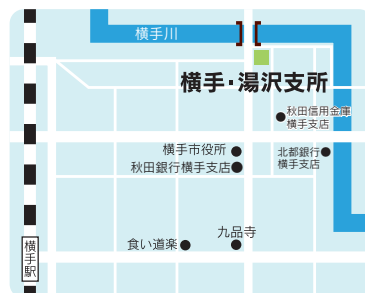 横手川
横手・湯沢支所
秋田信用金庫
横手支店
横手市役所
北都銀行
横手支店
秋田銀行横手支店
九品寺
食い道楽
横手駅